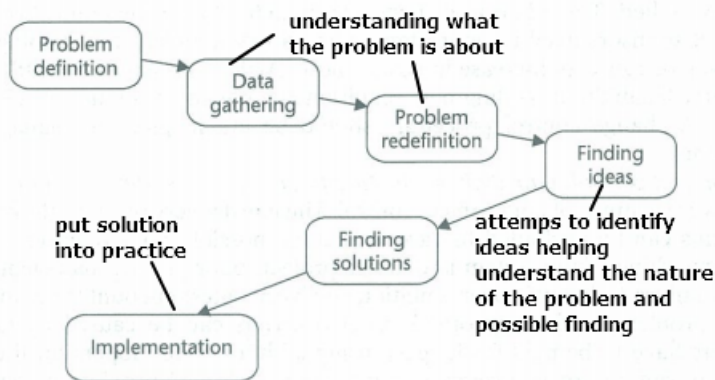 understanding what
the problem is about
Problem
definition
Data
gathering
Problem
redefinition
Finding
ideas
put solution
into practice
Finding
solutions
attemps to identify
ideas helping
understand the nature
of the problem and
possible finding
Implementation